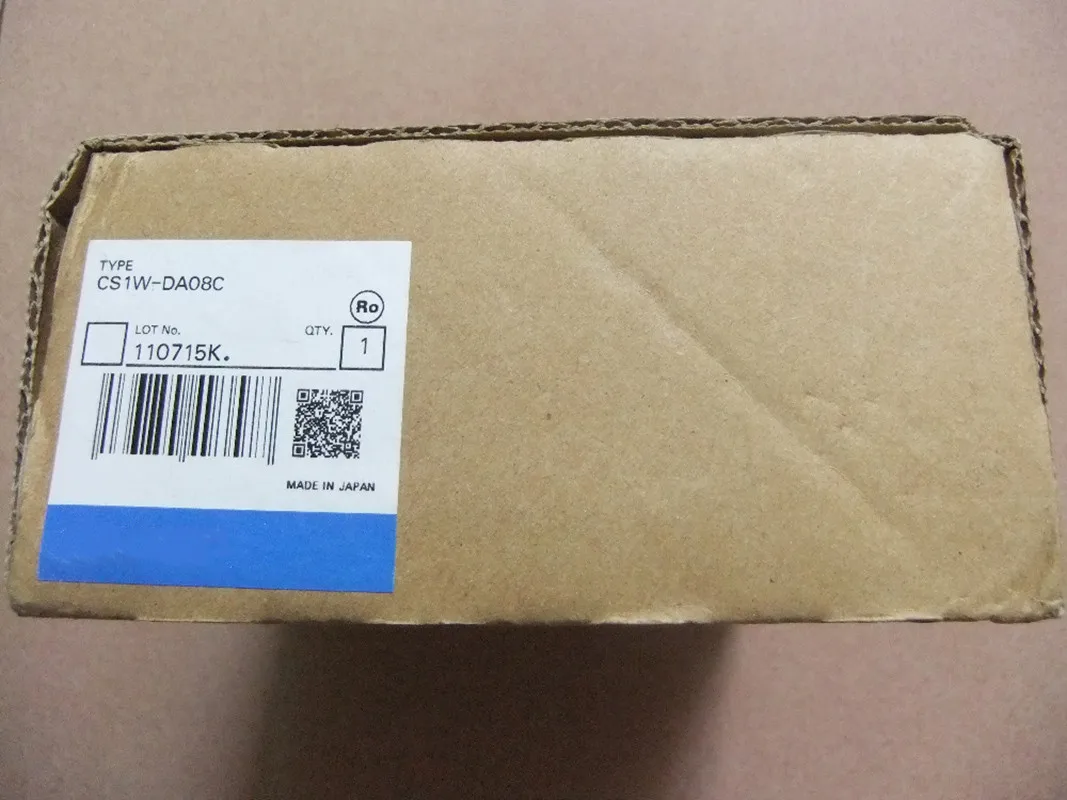 TYPE
CS1W-DA08C
Ro
LOT No.
QTY.
110715K.
1
MADE IN JAPAN